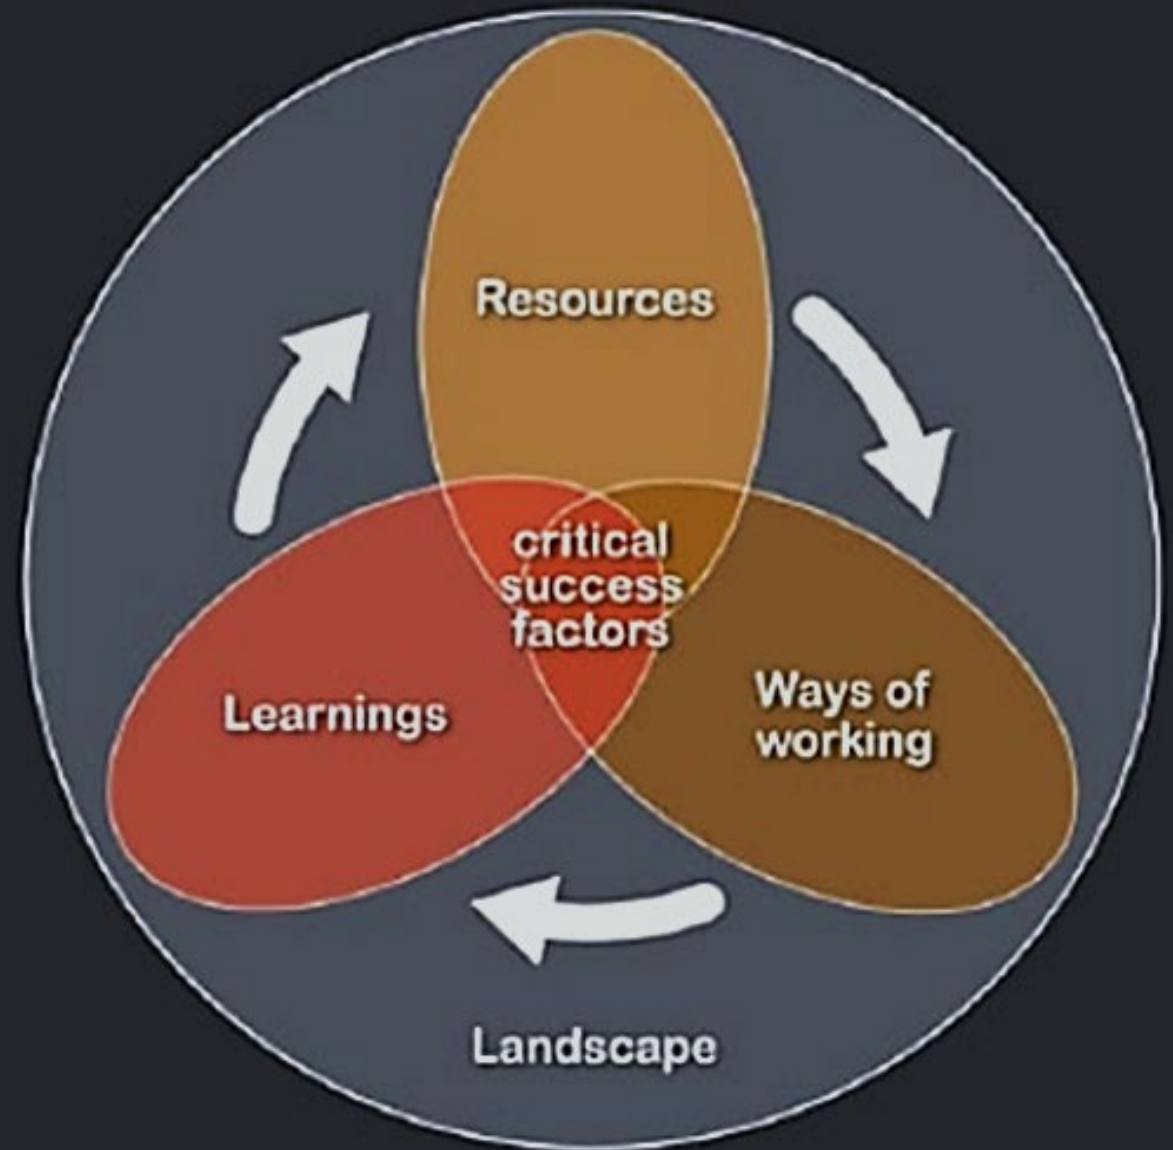 Resources
critical
success
factors
Learnings
Ways of
working
Landscape